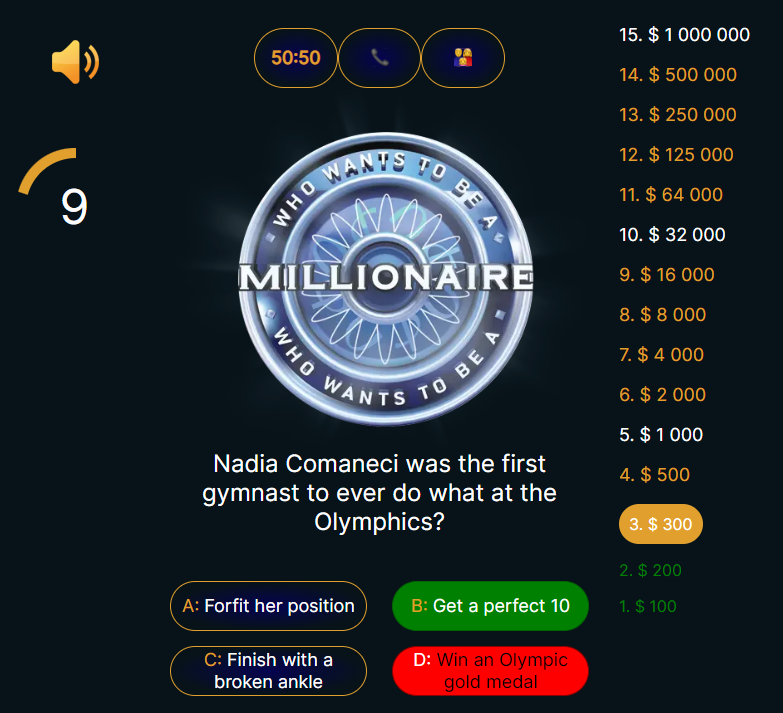 50:50
9
WHO WANTS TO BE A
MILLIONAIRE
WHO WANTS TO BE A
Nadia Comaneci was the first
gymnast to ever do what at the
Olymphics?
A: Forfit her position
B: Get a perfect 10
C: Finish with a
broken ankle
D: Win an Olympic
gold medal
15. $ 1 000 000
14. $ 500 000
13. $ 250 000
12. $ 125 000
11. $ 64 000
10. $ 32 000
9. $ 16 000
8. $ 8 000
7. $ 4 000
6. $ 2 000
5. $ 1 000
4. $ 500
3. $ 300
2. $ 200
1. $ 100